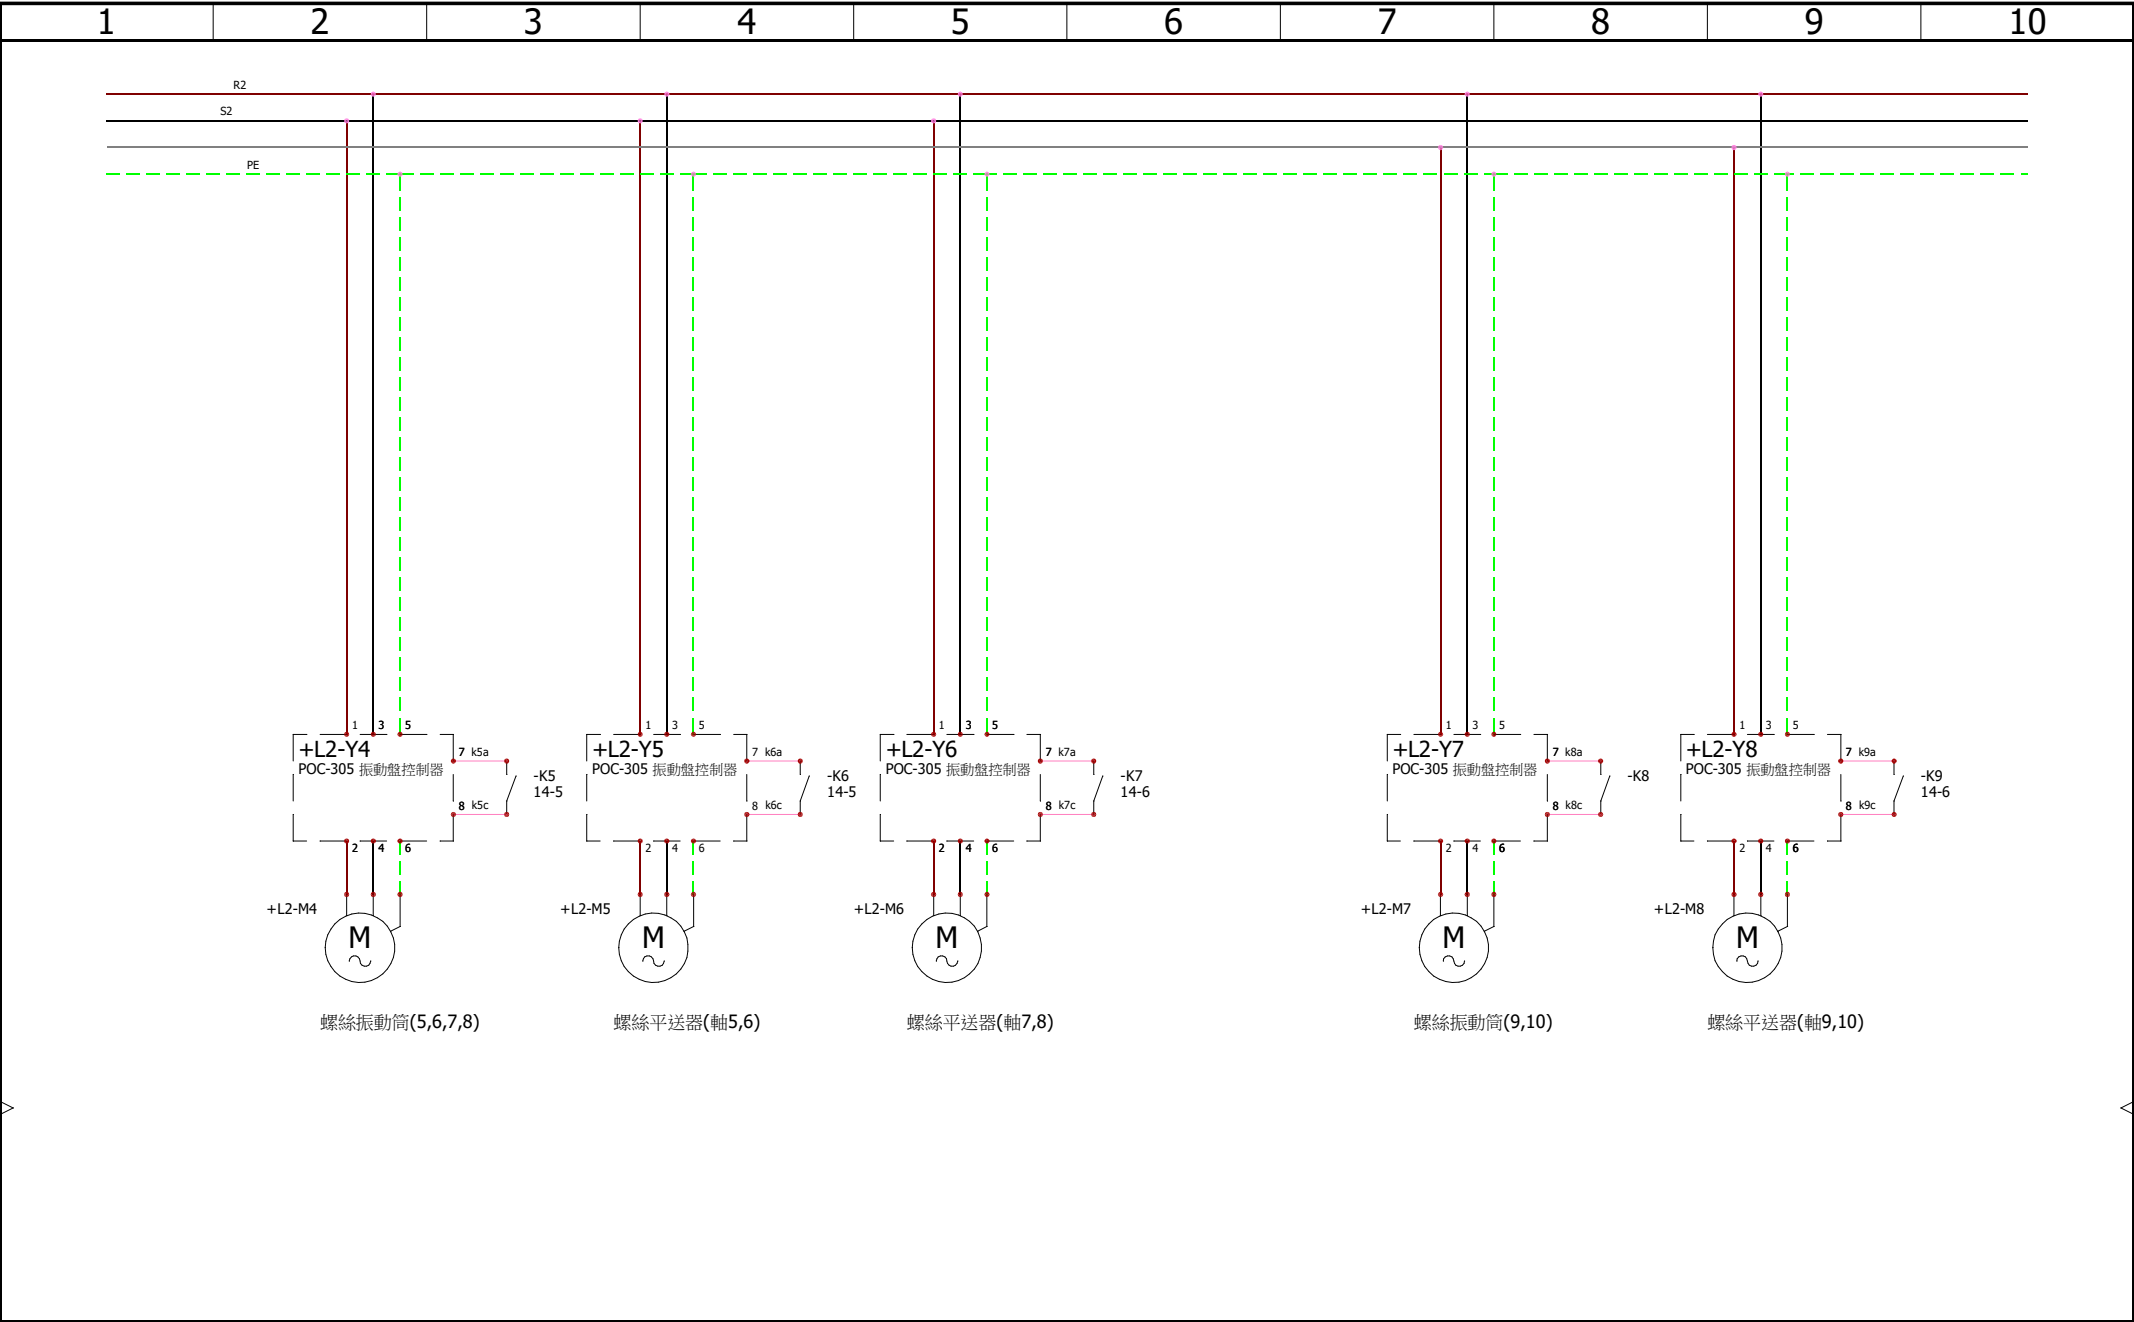 1 2 3 4 5 6 7 8 9 10
R2
S2
PE
1 3 5
+L2-Y4
POC-305 振動盤控制器
7 k5a
-K5
14-5
8 k5c
2 4 6
+L2-M4
M
螺絲振動筒(5,6,7,8)
1 3 5
+L2-Y5
POC-305 振動盤控制器
7 k6a
-K6
14-5
8 k6c
2 4 6
+L2-M5
M
螺絲平送器(軸5,6)
1 3 5
+L2-Y6
POC-305 振動盤控制器
7 k7a
-K7
14-6
8 k7c
2 4 6
+L2-M6
M
螺絲平送器(軸7,8)
1 3 5
+L2-Y7
POC-305 振動盤控制器
7 k8a
-K8
8 k8c
2 4 6
+L2-M7
M
螺絲振動筒(9,10)
1 3 5
+L2-Y8
POC-305 振動盤控制器
7 k9a
-K9
14-6
8 k9c
2 4 6
+L2-M8
M
螺絲平送器(軸9,10)